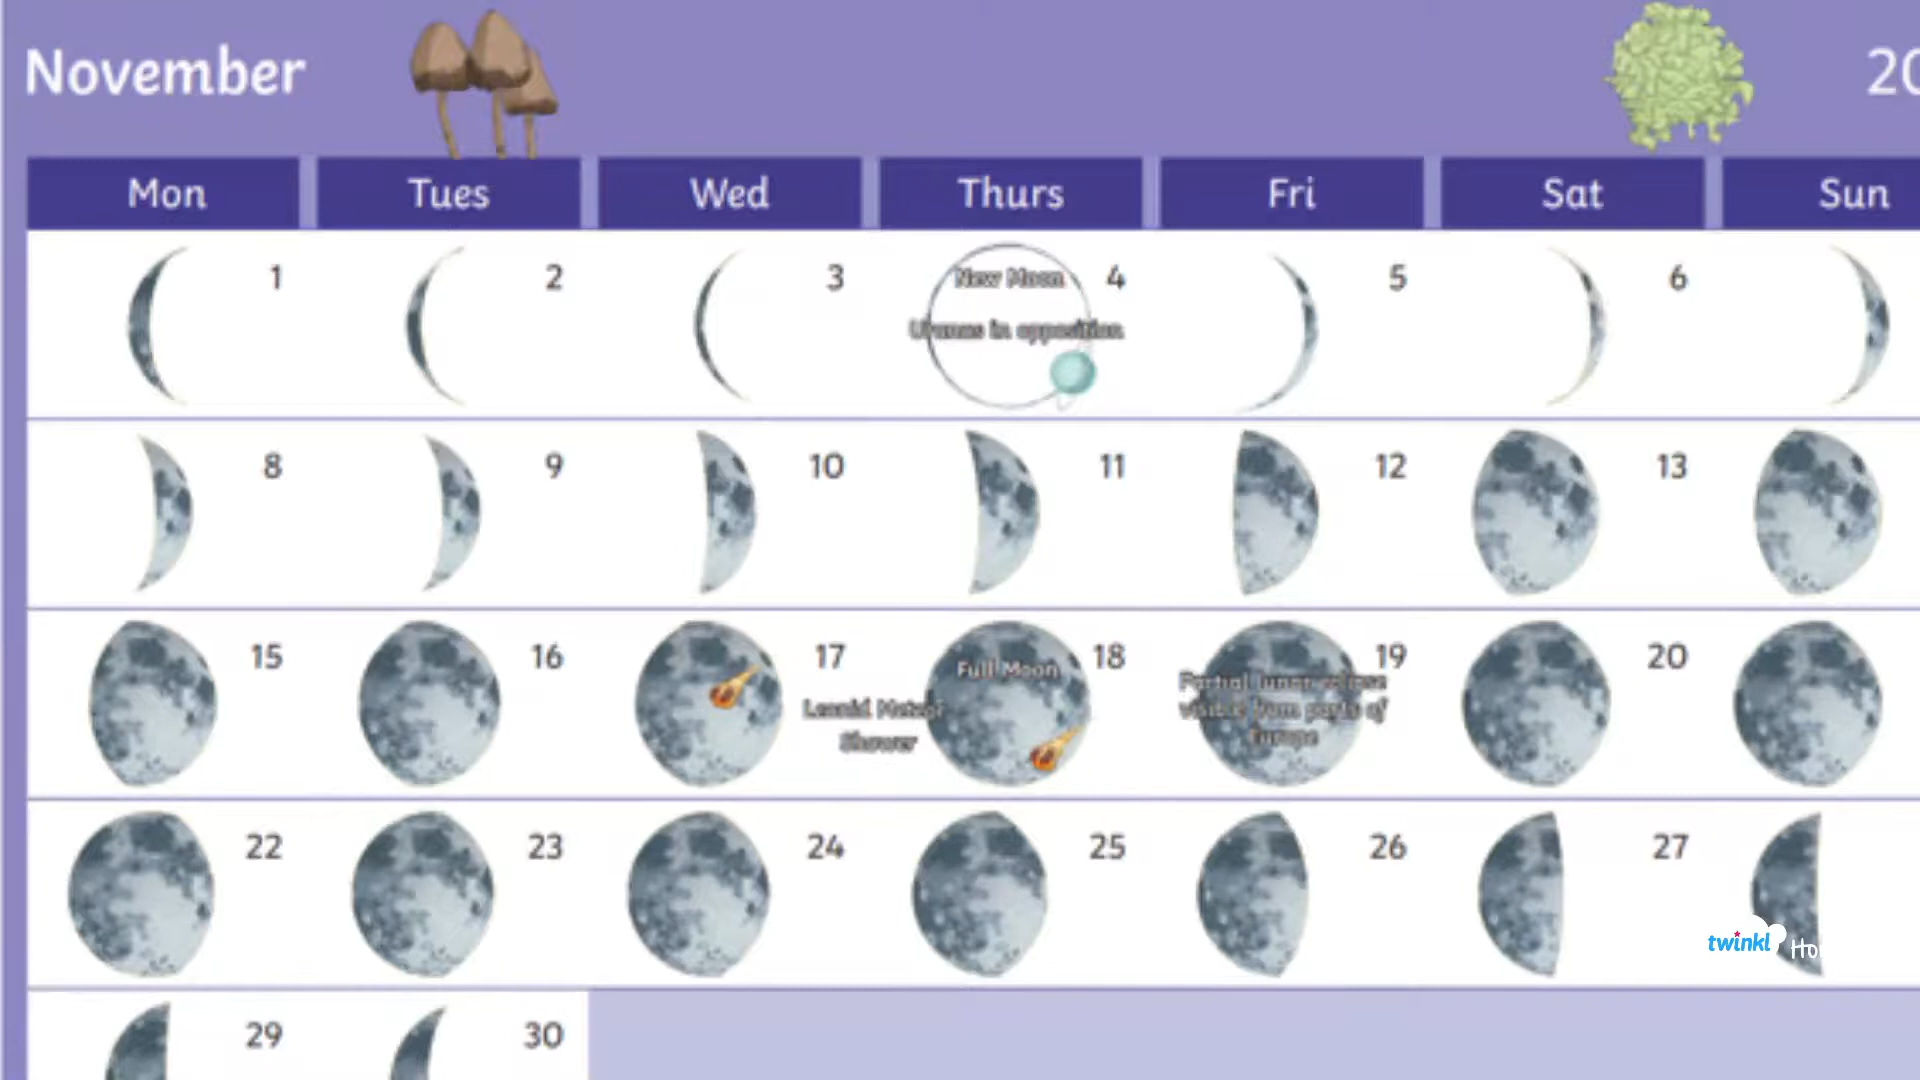 November
20
Mon Tues Wed Thurs Fri Sat Sun
1 2 3 4 5 6
New Moon
Uranus in opposition
8 9 10 11 12 13
15 16 17 18 19 20
Leonid Meteor
Shower
Full Moon
Partial lunar eclipse
visible from parts of
Europe
22 23 24 25 26 27
twinkl Ho
29 30